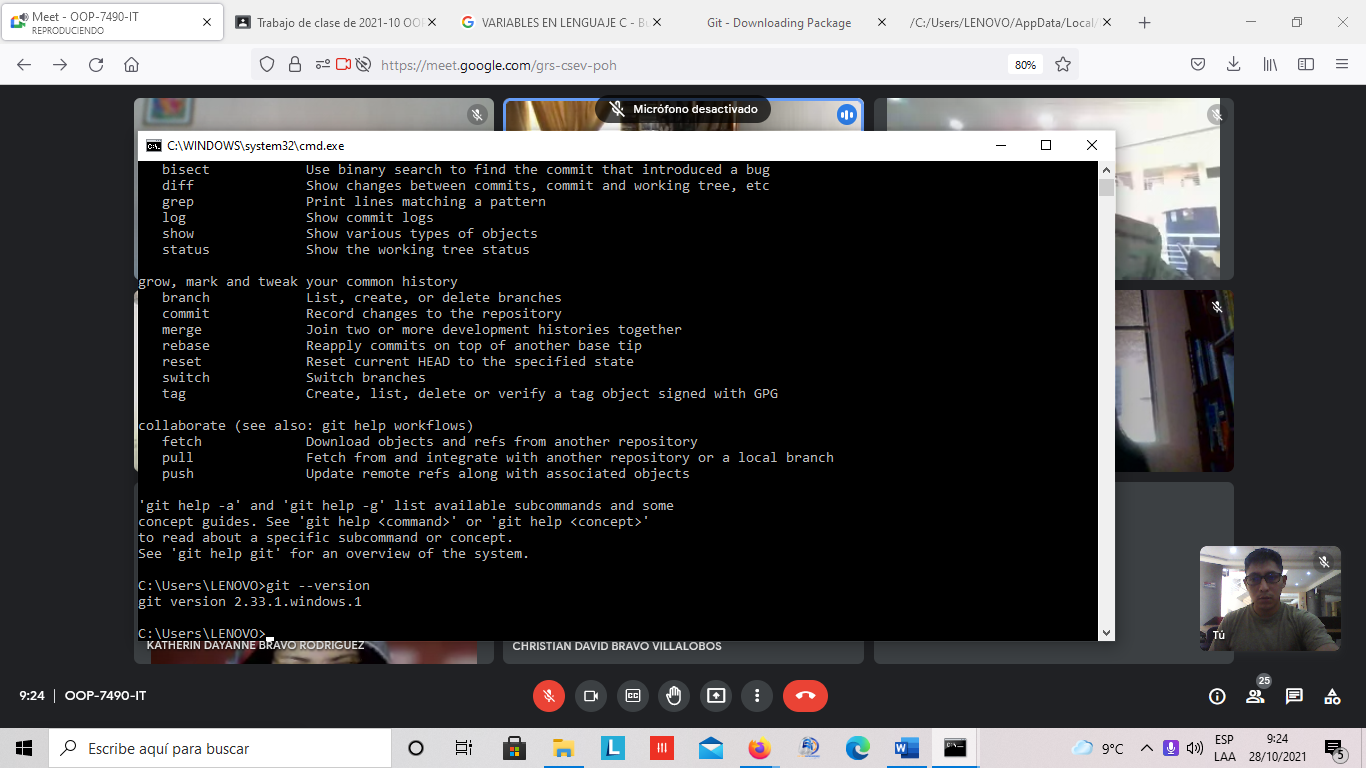 Meet - OOP-7490-IT
REPRODUCIENDO
Trabajo de clase de 2021-10 OOP
VARIABLES EN LENGUAJE C - Bu
Git - Downloading Package
/C:/Users/LENOVO/AppData/Local/
https://meet.google.com/grs-csev-poh
80%
Micrófono desactivado
C:\WINDOWS\system32\cmd.exe
bisect Use binary search to find the commit that introduced a bug
diff Show changes between commits, commit and working tree, etc
grep Print lines matching a pattern
log Show commit logs
show Show various types of objects
status Show the working tree status
grow, mark and tweak your common history
branch List, create, or delete branches
commit Record changes to the repository
merge Join two or more development histories together
rebase Reapply commits on top of another base tip
reset Reset current HEAD to the specified state
switch Switch branches
tag Create, list, delete or verify a tag object signed with GPG
collaborate (see also: git help workflows)
fetch Download objects and refs from another repository
pull Fetch from and integrate with another repository or a local branch
push Update remote refs along with associated objects
'git help -a' and 'git help -g' list available subcommands and some
concept guides. See 'git help <command>' or 'git help <concept>'
to read about a specific subcommand or concept.
See 'git help git' for an overview of the system.
C:\Users\LENOVO>git --version
git version 2.33.1.windows.1
C:\Users\LENOVO>
Tú
KATHERIN DAYANNE BRAVO RODRIGUEZ
CHRISTIAN DAVID BRAVO VILLALOBOS
9:24 | OOP-7490-IT
25
Escribe aquí para buscar
9°C
ESP
LAA
9:24
28/10/2021
5